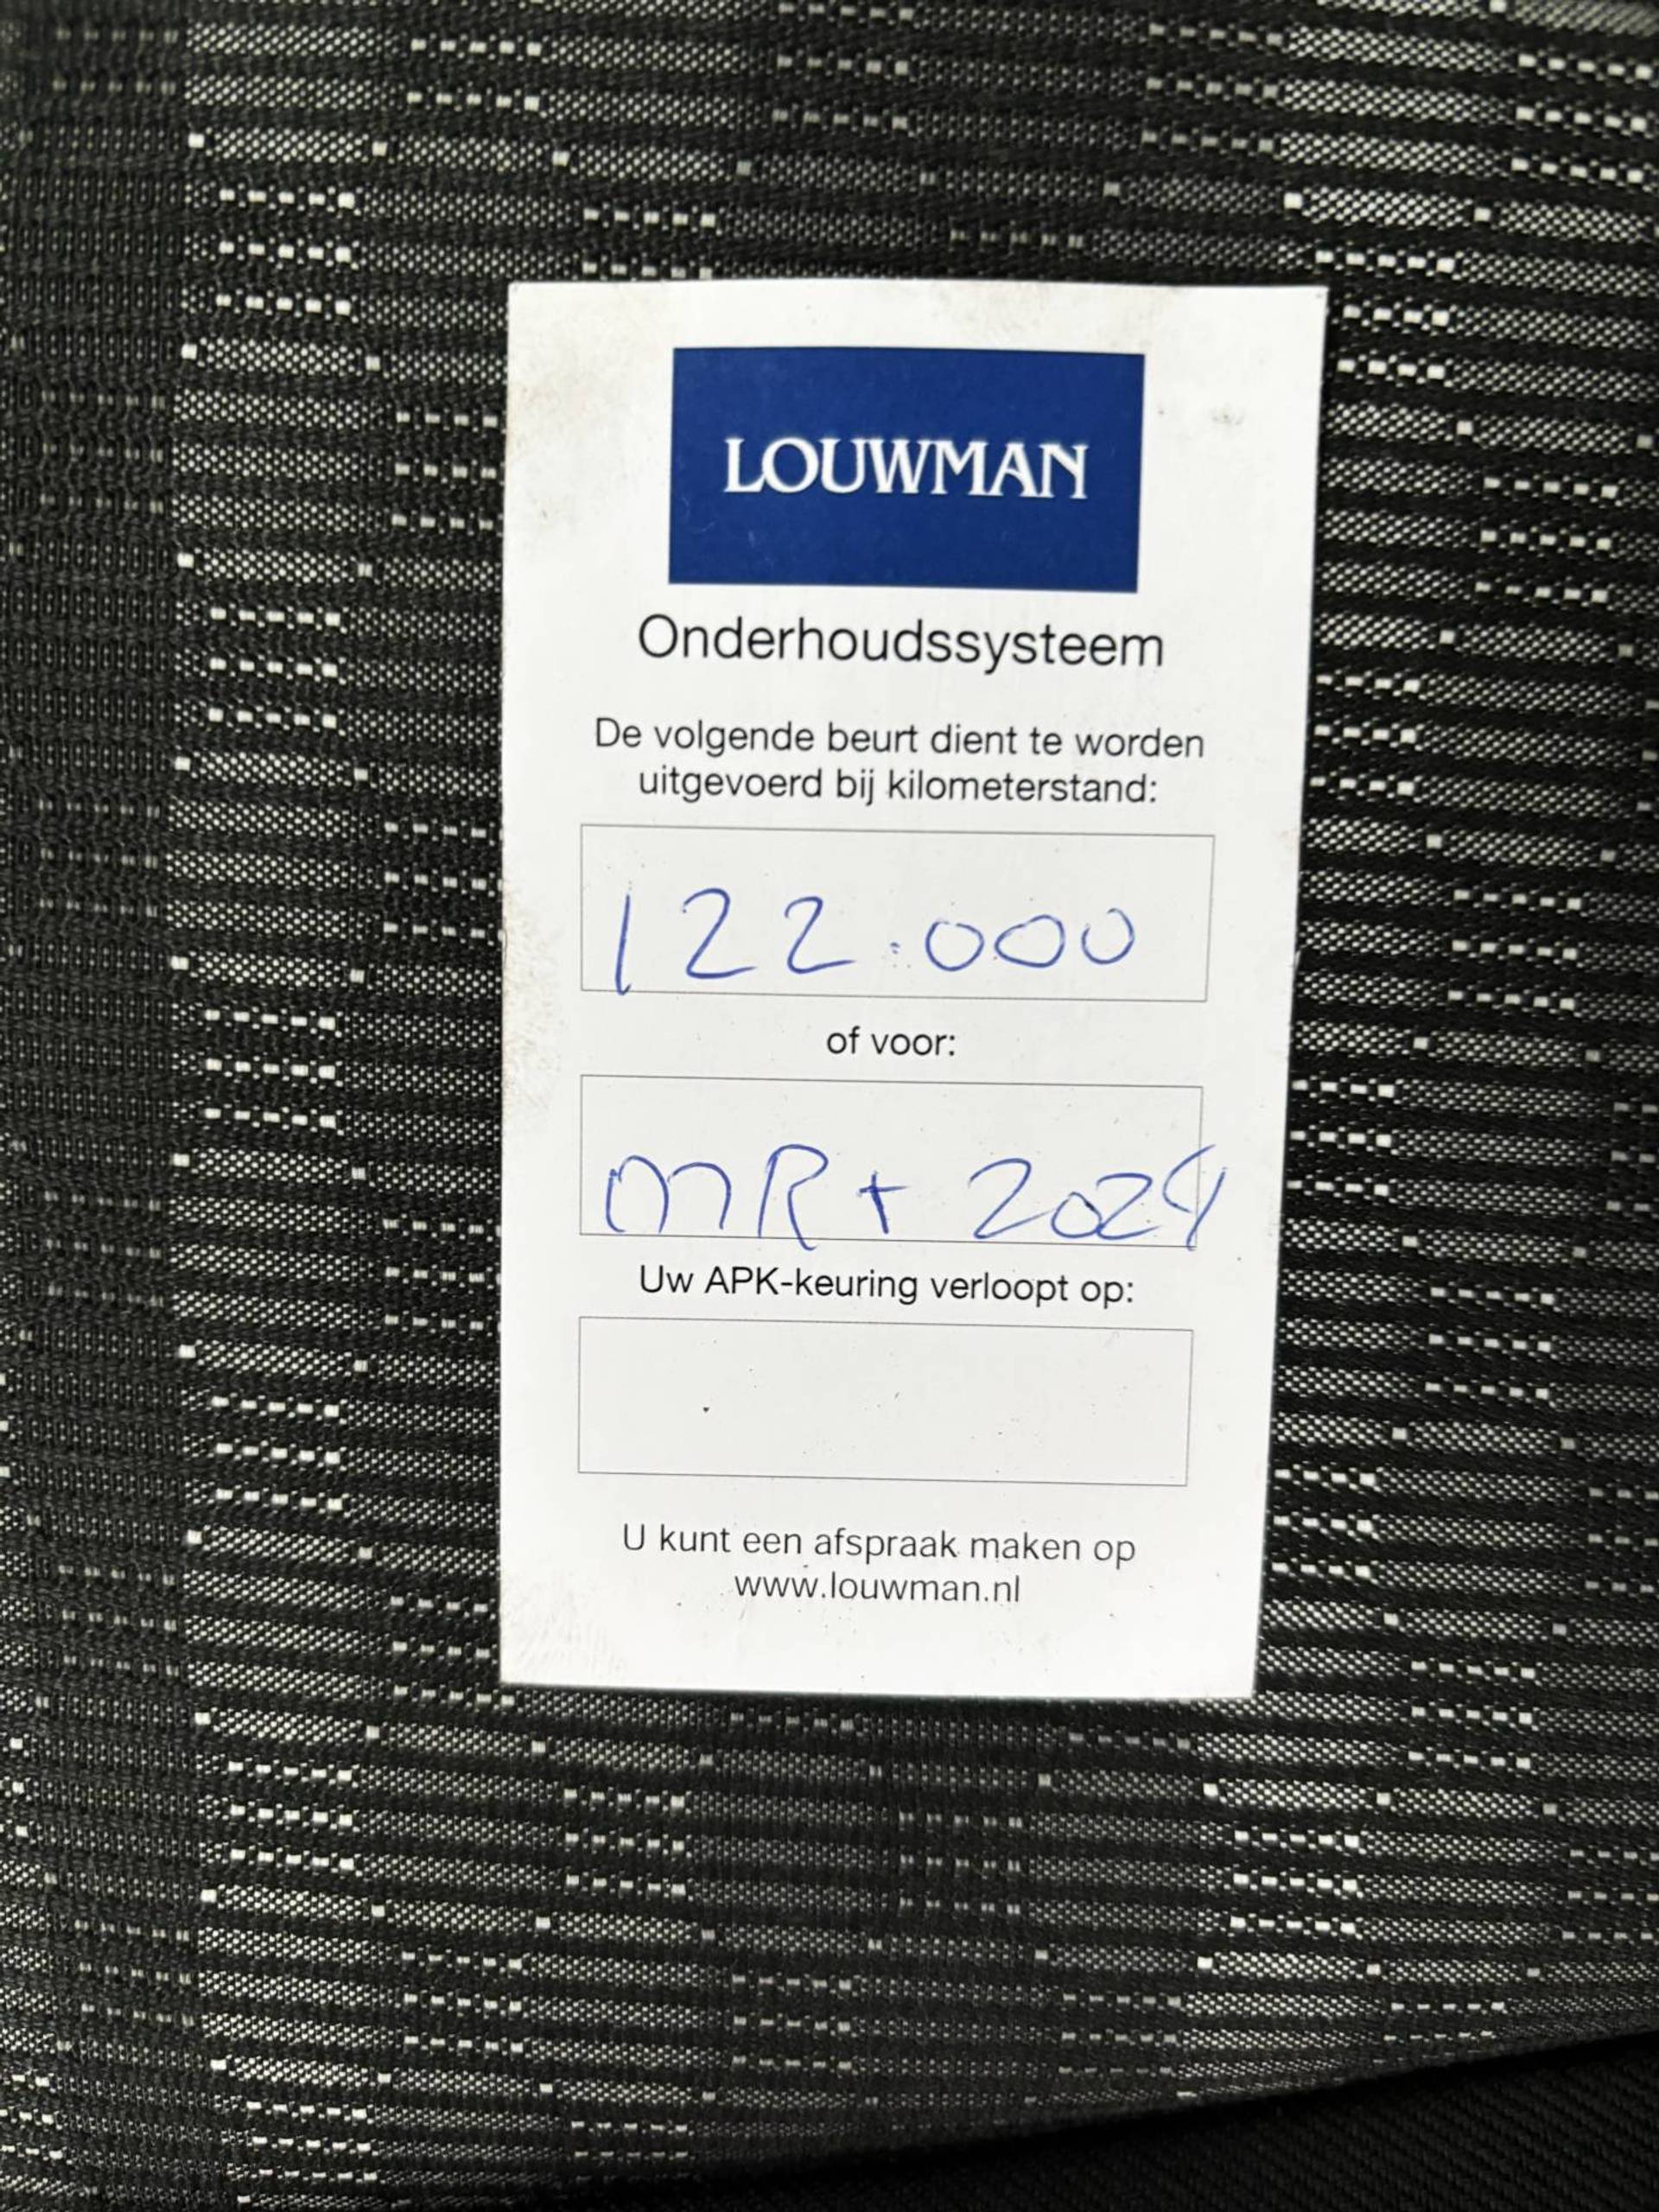 LOUWMAN
Onderhoudssysteem
De volgende beurt dient te worden
uitgevoerd bij kilometerstand:
122.000
of voor:
MRt 2024
Uw APK-keuring verloopt op:
U kunt een afspraak maken op
www.louwman.nl